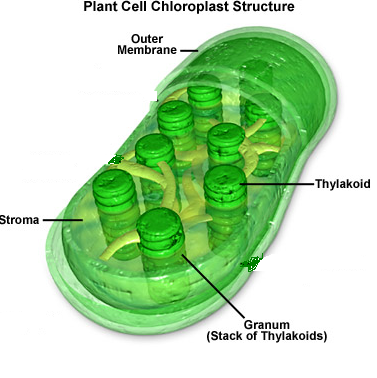 Plant Cell Chloroplast Structure
Outer
Membrane
Thylakoid
Stroma
Granum
(Stack of Thylakoids)